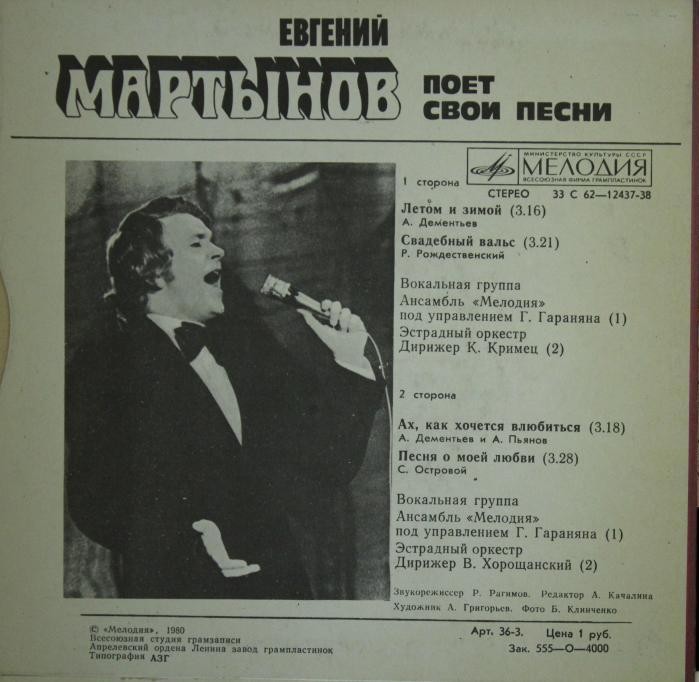 ЕВГЕНИЙ
МАРТЫНОВ
ПОЕТ
СВОИ ПЕСНИ
МИНИСТЕРСТВО КУЛЬТУРЫ СССР
МЕЛОДИЯ
ВСЕСОЮЗНАЯ ФИРМА ГРАМПЛАСТИНОК
1 сторона
СТЕРЕО 33 С 62—12437-38
Летом и зимой (3.16)
А. Дементьев
Свадебный вальс (3.21)
Р. Рождественский
Вокальная группа
Ансамбль «Мелодия»
под управлением Г. Гараняна (1)
Эстрадный оркестр
Дирижер К. Кримец (2)
2 сторона
Ах, как хочется влюбиться (3.18)
А. Дементьев и А. Пьянов
Песня о моей любви (3.28)
С. Островой
Вокальная группа
Ансамбль «Мелодия»
под управлением Г. Гараняна (1)
Эстрадный оркестр
Дирижер В. Хорощанский (2)
Звукорежиссер Р. Рагимов. Редактор А. Качалина
Художник А. Григорьев. Фото Б. Клинченко
© «Мелодия», 1980
Всесоюзная студия грамзаписи
Апрелевский ордена Ленина завод грампластинок
Типография АЗГ
Арт. 36-3. Цена 1 руб.
Зак. 555—О—4000